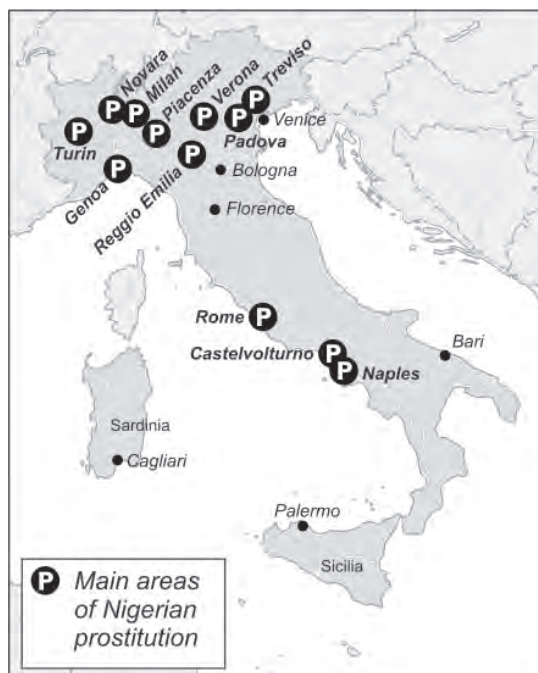 Novara
Milan
Piacenza
Verona
Treviso
P
P
P
P
P
P
P
P
P
Venice
Turin
Padova
Genoa
Reggio Emilia
Bologna
Florence
Rome
P
Castelvolturno
P
P
Naples
Bari
Sardinia
Cagliari
Palermo
Sicilia
P
Main areas
of Nigerian
prostitution